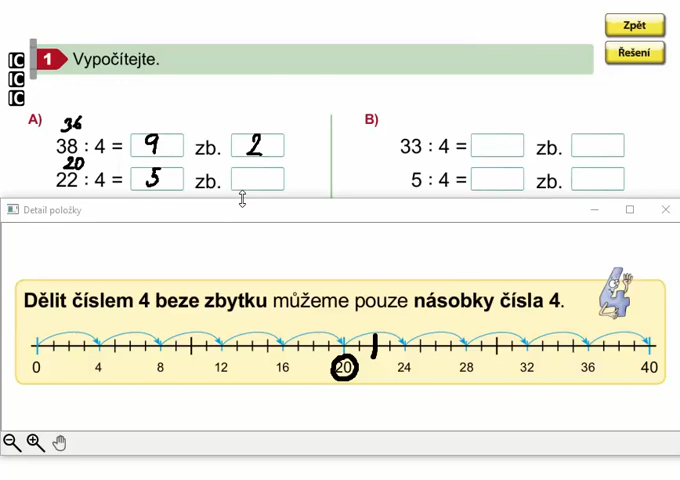 Zpět
1 Vypočítejte.
Řešení
A)
B)
36
38 : 4 = 9 zb. 2
33 : 4 = zb.
20
22 : 4 = 5 zb.
5 : 4 = zb.
Detail položky
Dělit číslem 4 beze zbytku můžeme pouze násobky čísla 4.
4
0 4 8 12 16 20 24 28 32 36 40